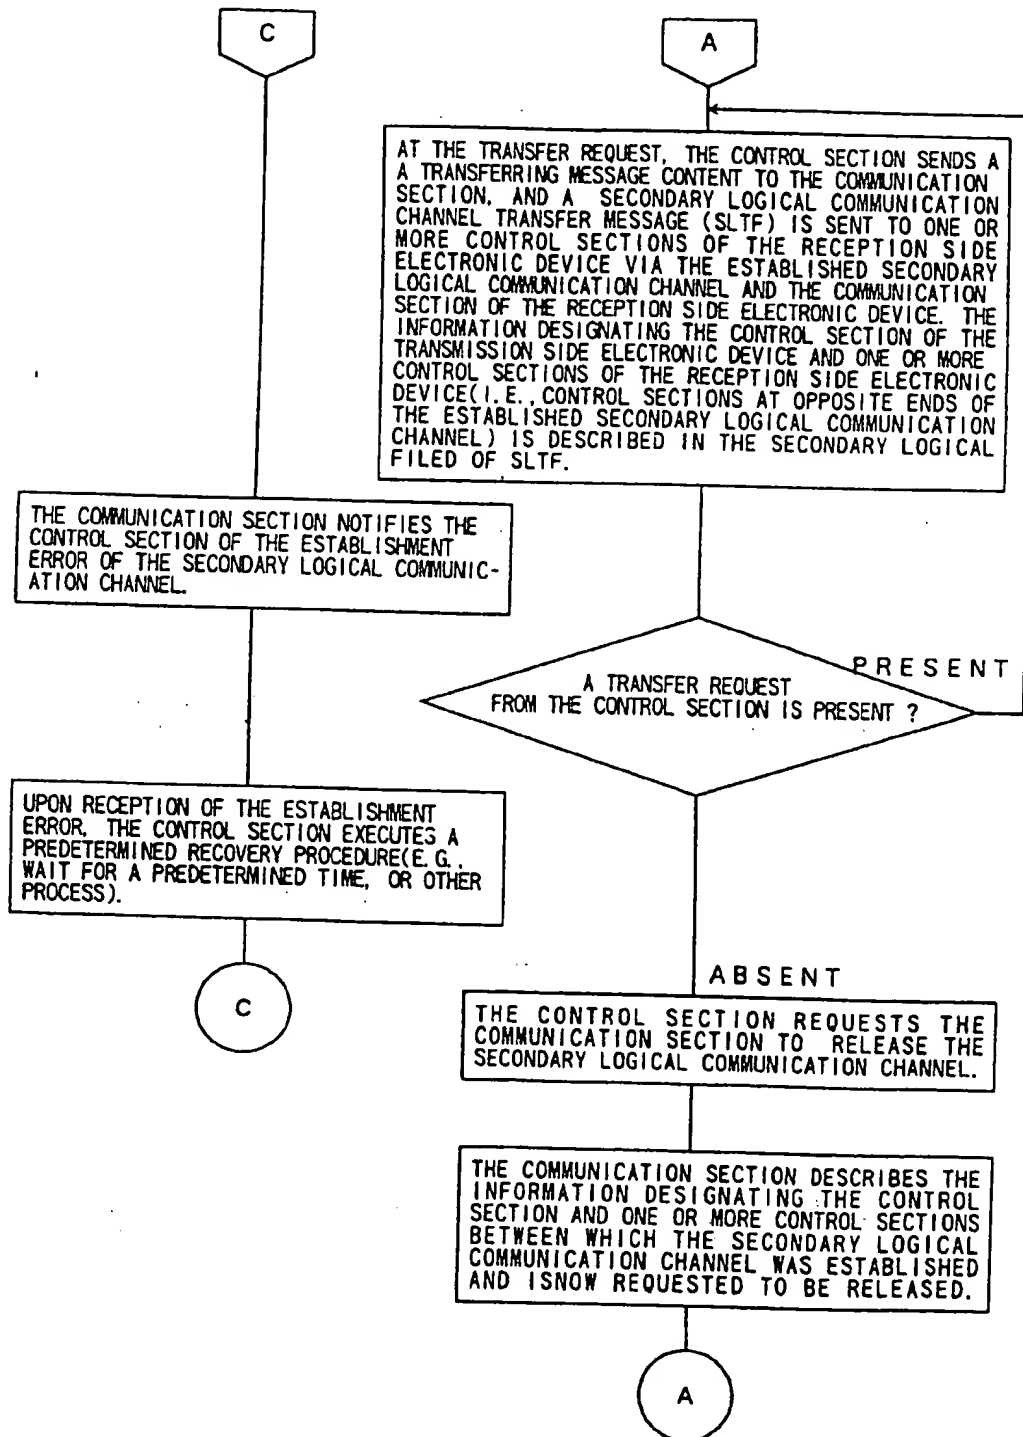 C
THE COMMUNICATION SECTION NOTIFIES THE
CONTROL SECTION OF THE ESTABLISHMENT
ERROR OF THE SECONDARY LOGICAL COMMUNIC-
ATION CHANNEL.
UPON RECEPTION OF THE ESTABLISHMENT
ERROR, THE CONTROL SECTION EXECUTES A
PREDETERMINED RECOVERY PROCEDURE(E.G.,
WAIT FOR A PREDETERMINED TIME, OR OTHER
PROCESS).
C
A
AT THE TRANSFER REQUEST, THE CONTROL SECTION SENDS A
A TRANSFERRING MESSAGE CONTENT TO THE COMMUNICATION
SECTION, AND A SECONDARY LOGICAL COMMUNICATION
CHANNEL TRANSFER MESSAGE (SLTF) IS SENT TO ONE OR
MORE CONTROL SECTIONS OF THE RECEPTION SIDE
ELECTRONIC DEVICE VIA THE ESTABLISHED SECONDARY
LOGICAL COMMUNICATION CHANNEL AND THE COMMUNICATION
SECTION OF THE RECEPTION SIDE ELECTRONIC DEVICE. THE
INFORMATION DESIGNATING THE CONTROL SECTION OF THE
TRANSMISSION SIDE ELECTRONIC DEVICE AND ONE OR MORE
CONTROL SECTIONS OF THE RECEPTION SIDE ELECTRONIC
DEVICE(I.E.,CONTROL SECTIONS AT OPPOSITE ENDS OF
THE ESTABLISHED SECONDARY LOGICAL COMMUNICATION
CHANNEL) IS DESCRIBED IN THE SECONDARY LOGICAL
FILED OF SLTF.
A TRANSFER REQUEST
FROM THE CONTROL SECTION IS PRESENT ?
PRESENT
ABSENT
THE CONTROL SECTION REQUESTS THE
COMMUNICATION SECTION TO RELEASE THE
SECONDARY LOGICAL COMMUNICATION CHANNEL.
THE COMMUNICATION SECTION DESCRIBES THE
INFORMATION DESIGNATING THE CONTROL
SECTION AND ONE OR MORE CONTROL SECTIONS
BETWEEN WHICH THE SECONDARY LOGICAL
COMMUNICATION CHANNEL WAS ESTABLISHED
AND ISNOW REQUESTED TO BE RELEASED.
A